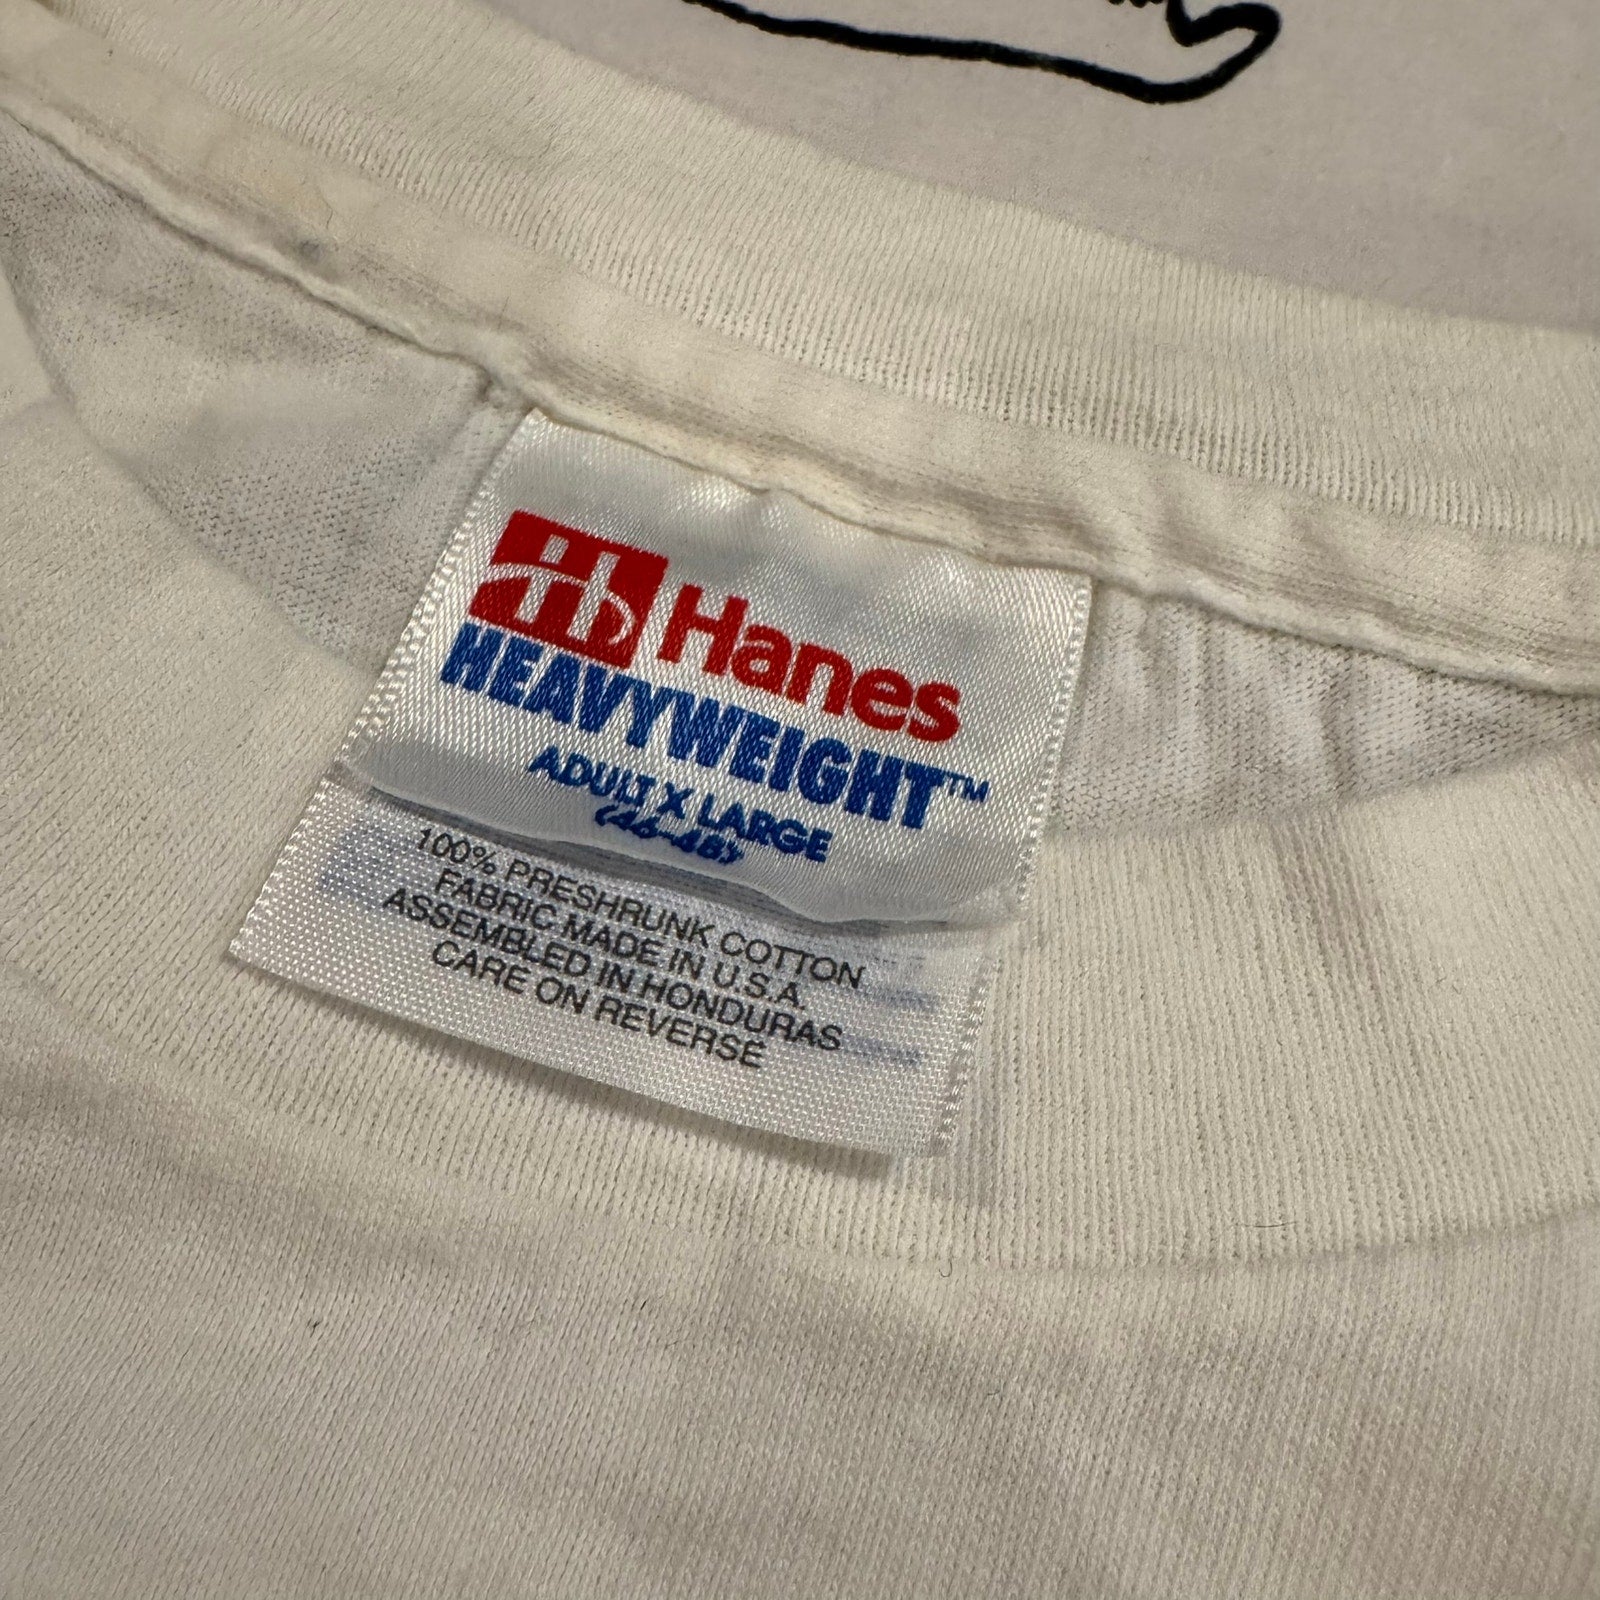 Hanes
HEAVYWEIGHT™
ADULT X LARGE
(46-48)
100% PRESHRUNK COTTON
FABRIC MADE IN U.S.A.
ASSEMBLED IN HONDURAS
CARE ON REVERSE